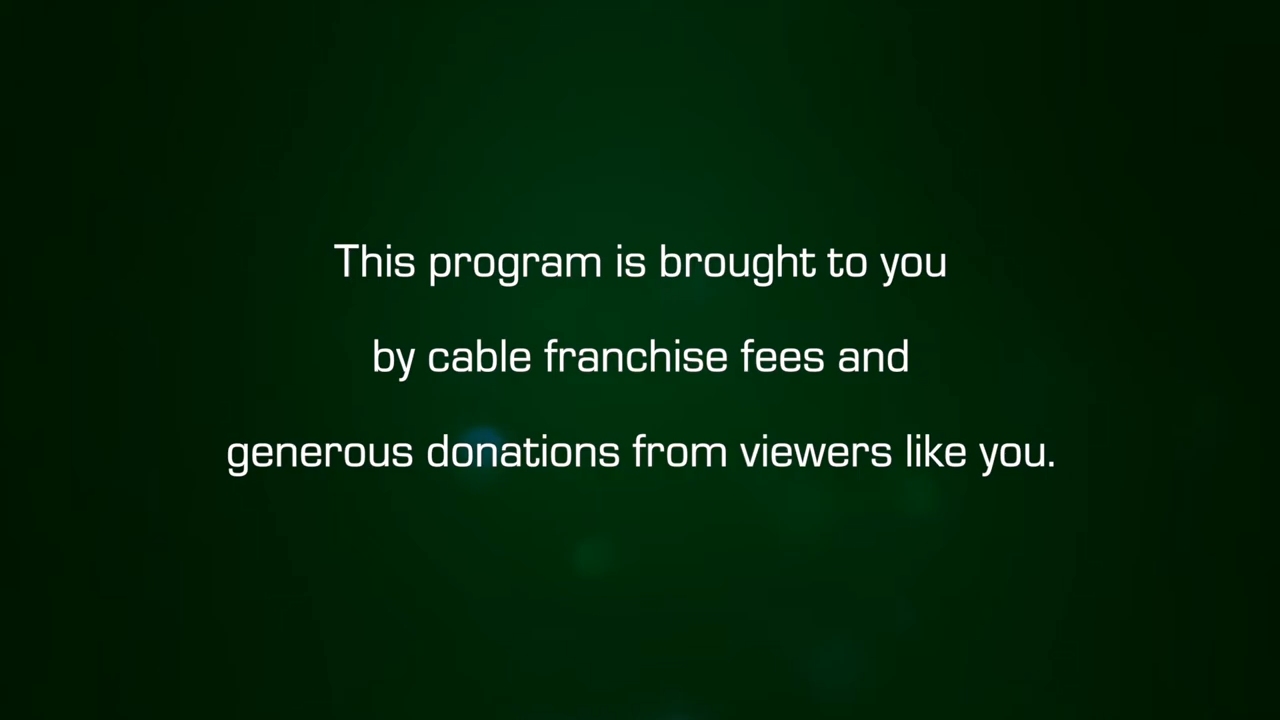 This program is brought to you
by cable franchise fees and
generous donations from viewers like you.